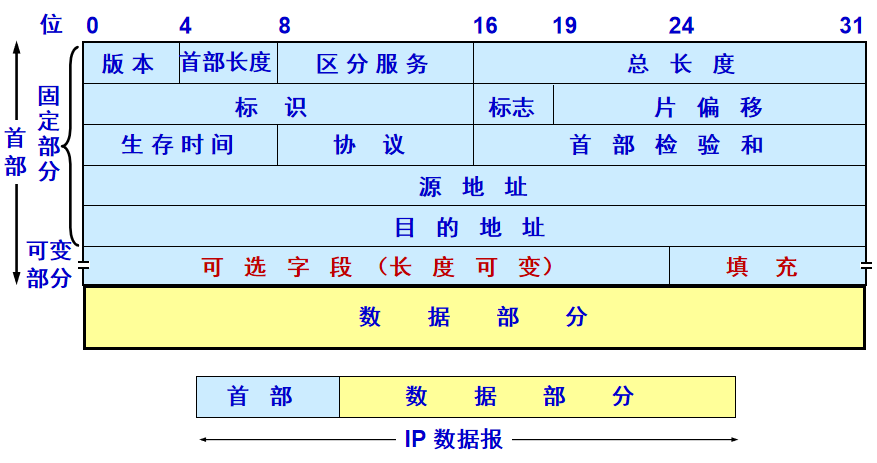 位 0 4 8 16 19 24 31
版本 首部长度 区分服务 总长度
标识 标志 片偏移
生存时间 协议 首部检验和
源地址
目的地址
可选字段（长度可变） 填充
数据部分
首部
固定部分
可变部分
首部 数据部分
IP 数据报